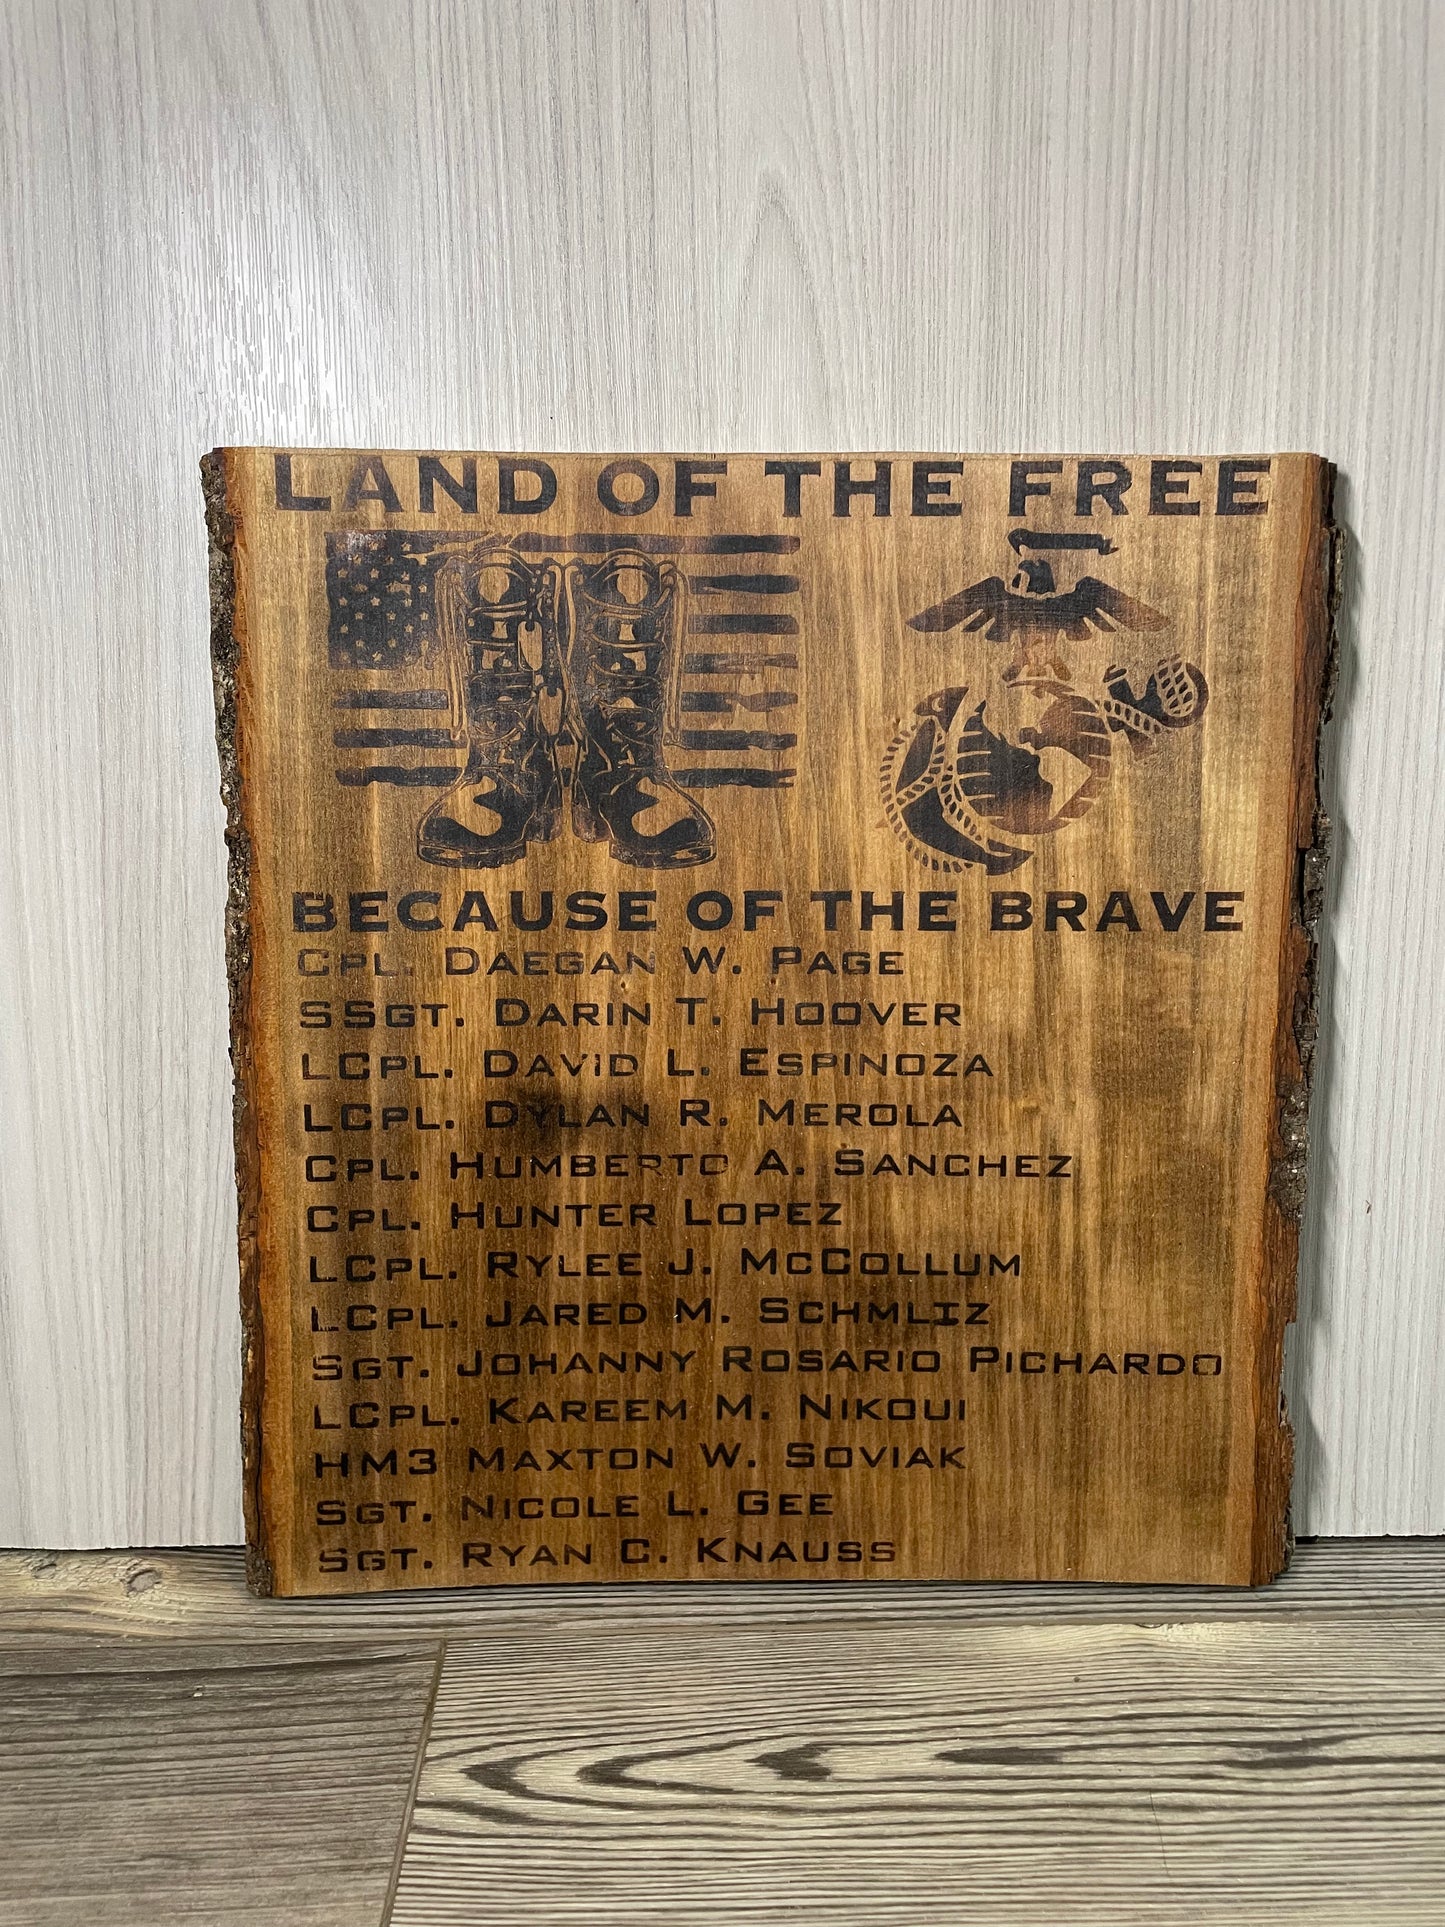 LAND OF THE FREE
BECAUSE OF THE BRAVE
CPL. DAEGAN W. PAGE
SSGT. DARIN T. HOOVER
LCPL. DAVID L. ESPINOZA
LCPL. DYLAN R. MEROLA
CPL. HUMBERTO A. SANCHEZ
CPL. HUNTER LOPEZ
LCPL. RYLEE J. MCCOLLUM
LCPL. JARED M. SCHMLIZ
SGT. JOHANNY ROSARIO PICHARDO
LCPL. KAREEM M. NIKOUI
HM3 MAXTON W. SOVIAK
SGT. NICOLE L. GEE
SGT. RYAN C. KNAUSS